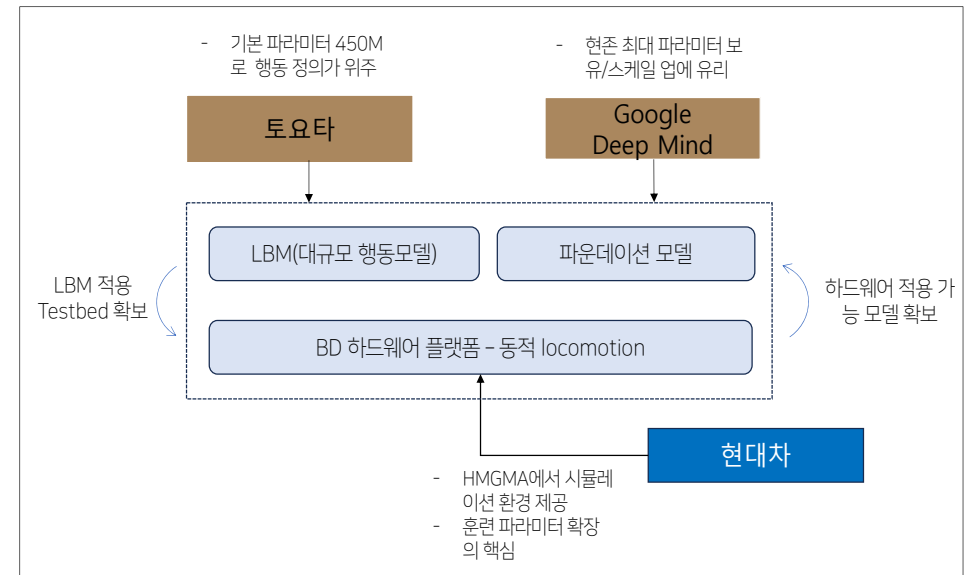 - 기본 파라미터 450M
로 행동 정의가 위주
- 현존 최대 파라미터 보
유/스케일 업에 유리
토요타
Google
Deep Mind
LBM(대규모 행동모델)
파운데이션 모델
LBM 적용
Testbed 확보
하드웨어 적용 가
능 모델 확보
BD 하드웨어 플랫폼 – 동적 locomotion
현대차
- HMGMA에서 시뮬레
이션 환경 제공
- 훈련 파라미터 확장
의 핵심